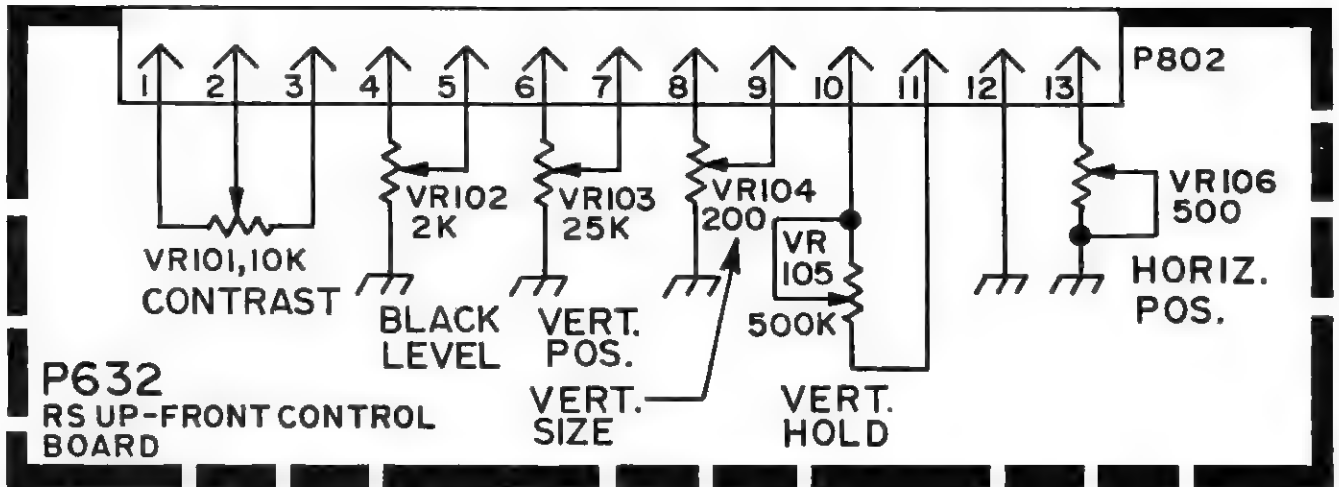 1 2 3 4 5 6 7 8 9 10 11 12 13
P802
VR101,10K
CONTRAST
VR102
2K
BLACK
LEVEL
VR103
25K
VERT.
POS.
VR104
200
VERT.
SIZE
VR
105
500K
VERT.
HOLD
VR106
500
HORIZ.
POS.
P632
RS UP-FRONT CONTROL
BOARD